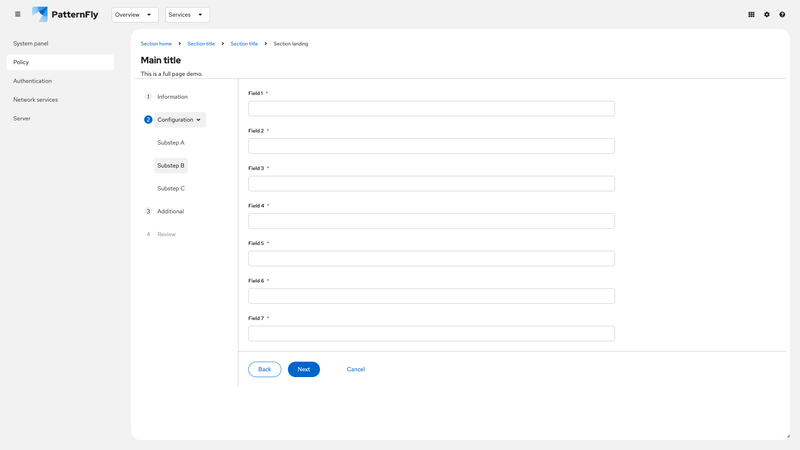 PatternFly
Overview
Services
System panel
Policy
Authentication
Network services
Server
Section home > Section title > Section title > Section landing
Main title
This is a full page demo.
1 Information
2 Configuration
Substep A
Substep B
Substep C
3 Additional
4 Review
Field 1 *
Field 2 *
Field 3 *
Field 4 *
Field 5 *
Field 6 *
Field 7 *
Back
Next
Cancel